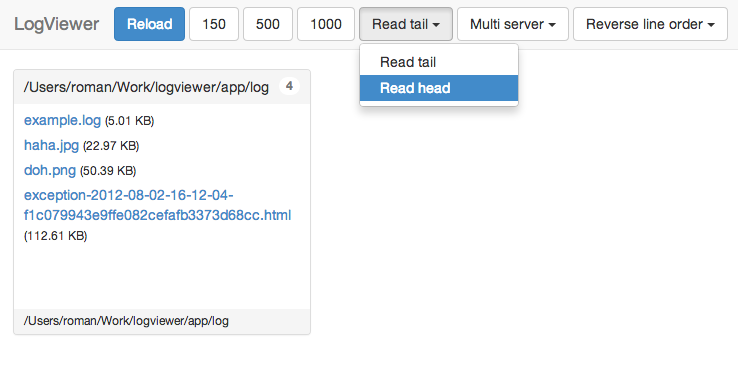 LogViewer Reload 150 500 1000 Read tail Multi server Reverse line order
Read tail
Read head
/Users/roman/Work/logviewer/app/log 4
example.log (5.01 KB)
haha.jpg (22.97 KB)
doh.png (50.39 KB)
exception-2012-08-02-16-12-04-
f1c079943e9ffe082cefafb3373d68cc.html
(112.61 KB)
/Users/roman/Work/logviewer/app/log